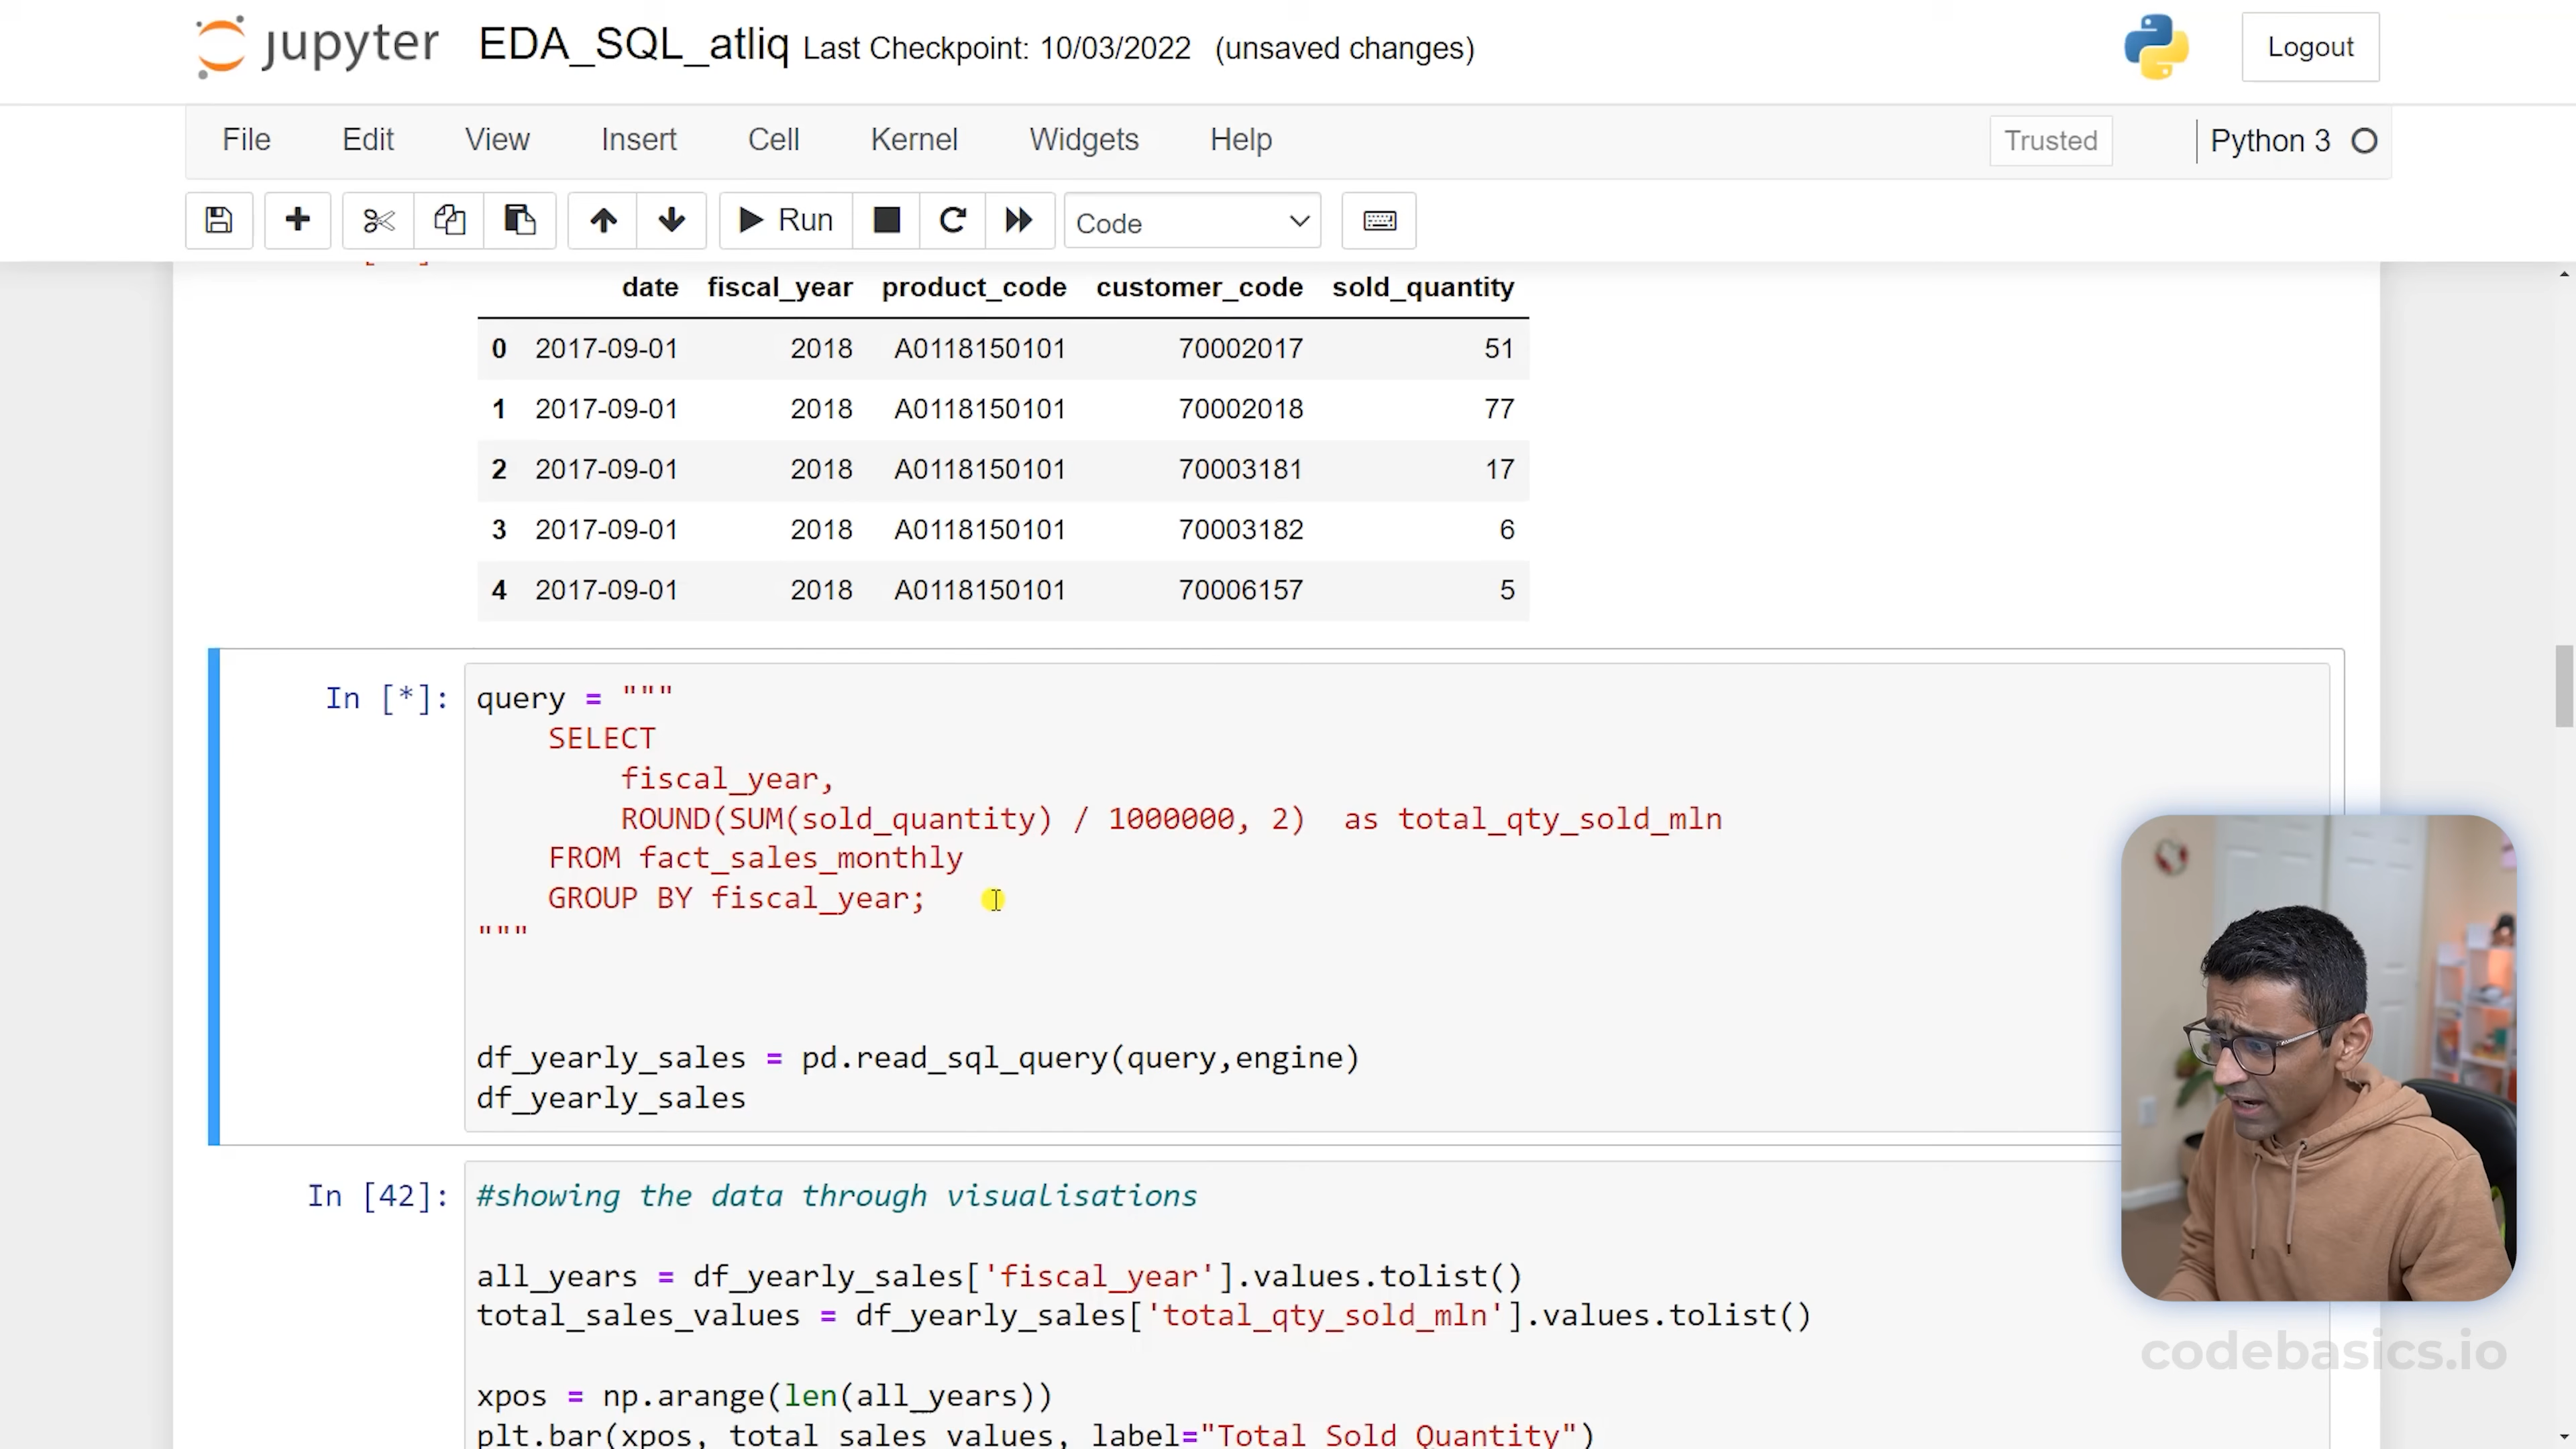 jupyter EDA_SQL_atliq Last Checkpoint: 10/03/2022 (unsaved changes) Logout
File Edit View Insert Cell Kernel Widgets Help Trusted Python 3
Run Code
date fiscal_year product_code customer_code sold_quantity
0 2017-09-01 2018 A0118150101 70002017 51
1 2017-09-01 2018 A0118150101 70002018 77
2 2017-09-01 2018 A0118150101 70003181 17
3 2017-09-01 2018 A0118150101 70003182 6
4 2017-09-01 2018 A0118150101 70006157 5
In [*]: query = """
SELECT
fiscal_year,
ROUND(SUM(sold_quantity) / 1000000, 2) as total_qty_sold_mln
FROM fact_sales_monthly
GROUP BY fiscal_year;
"""
df_yearly_sales = pd.read_sql_query(query,engine)
df_yearly_sales
In [42]: #showing the data through visualisations
all_years = df_yearly_sales['fiscal_year'].values.tolist()
total_sales_values = df_yearly_sales['total_qty_sold_mln'].values.tolist()
codebasics.io
xpos = np.arange(len(all_years))
plt.bar(xpos, total_sales_values, label="Total Sold Quantity")